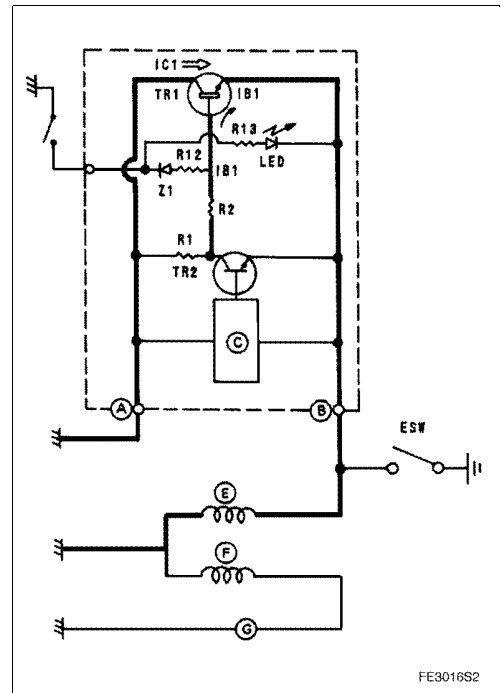 IC1
TR1
IB1
R13
LED
R12
IB1
Z1
R2
R1
TR2
C
A
B
ESW
E
F
G
FE3016S2